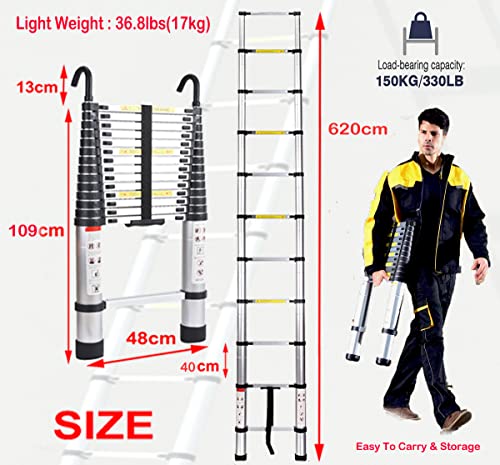 Light Weight : 36.8lbs(17kg)
13cm
109cm
48cm
SIZE
620cm
40cm
Load-bearing capacity:
150KG/330LB
Easy To Carry & Storage